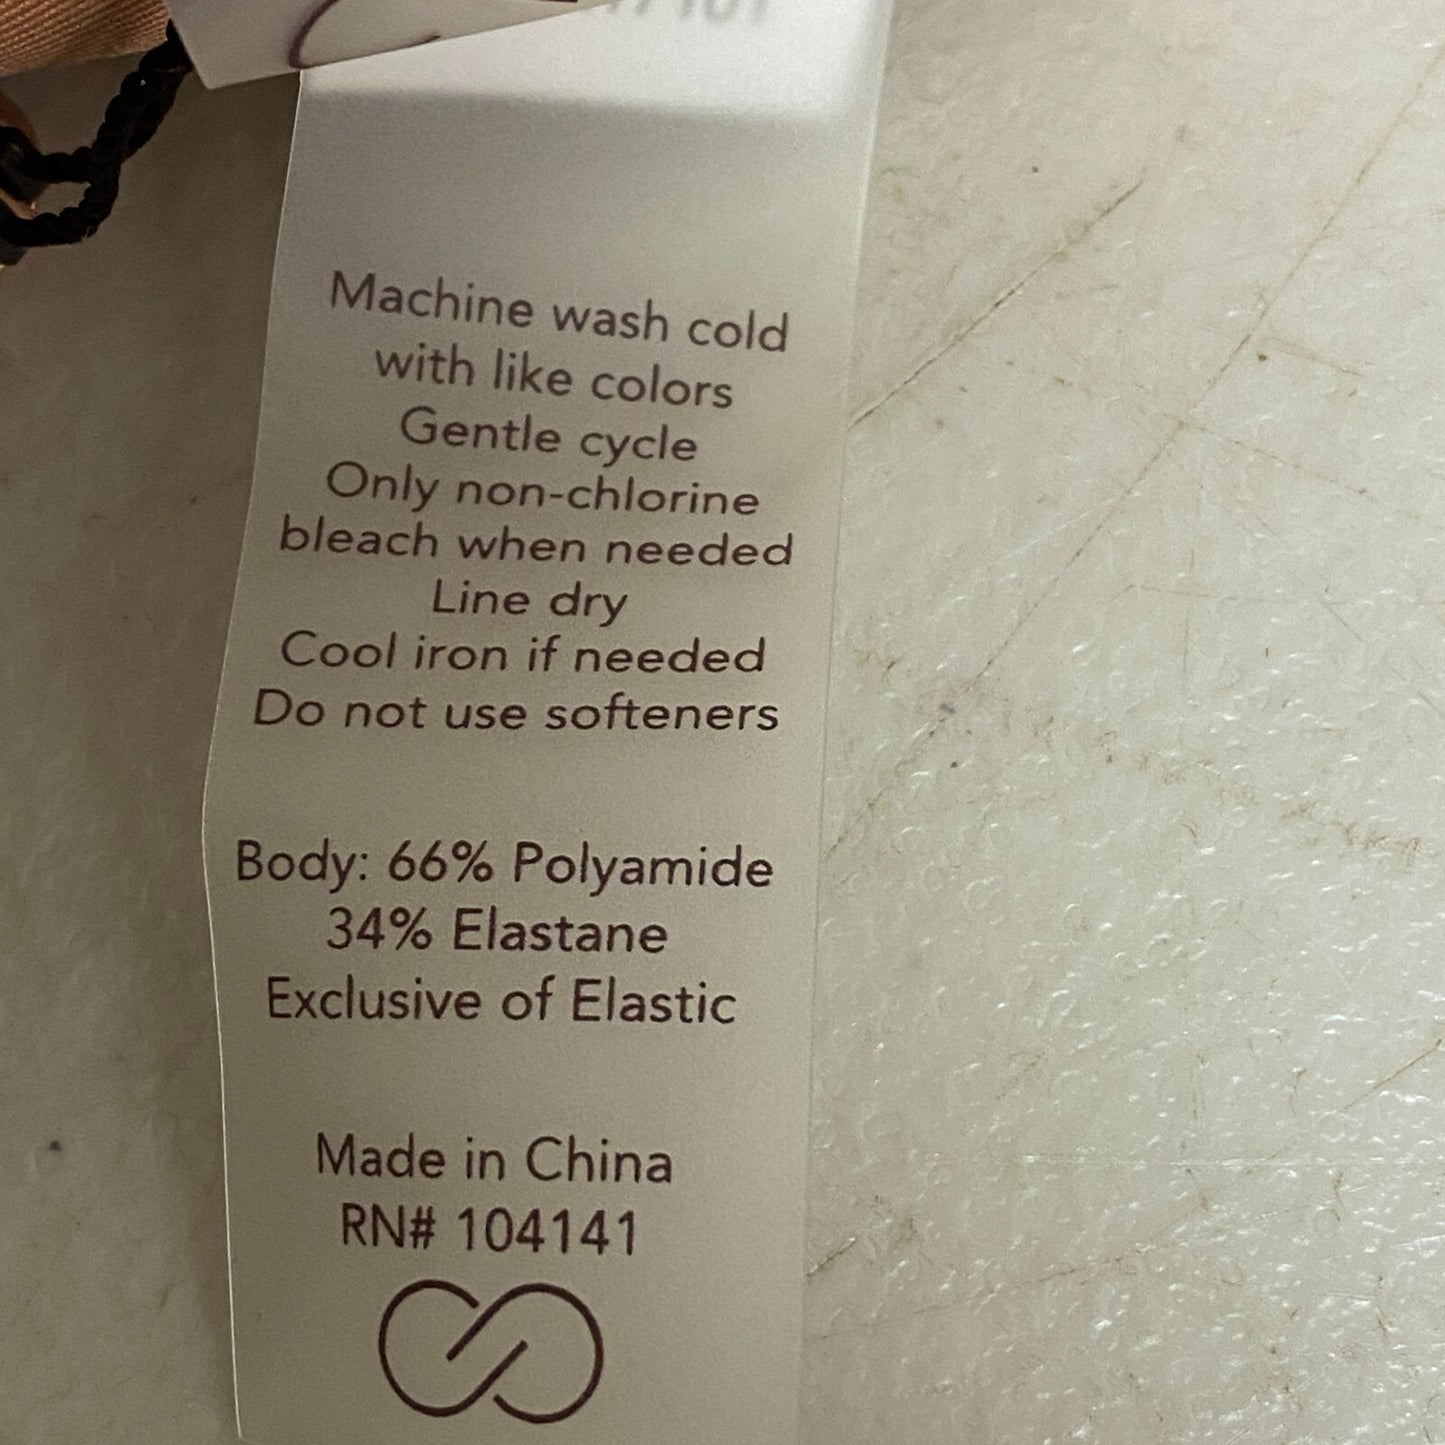 Machine wash cold
with like colors
Gentle cycle
Only non-chlorine
bleach when needed
Line dry
Cool iron if needed
Do not use softeners
Body: 66% Polyamide
34% Elastane
Exclusive of Elastic
Made in China
RN# 104141